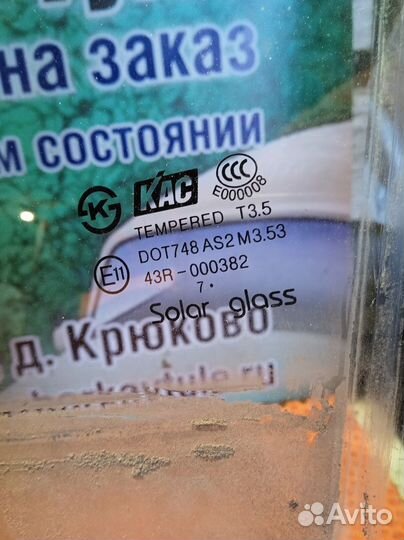 на заказ
м состоянии
CCC
E000008
KS
KAC
TEMPERED T3.5
DOT748 AS2 M3.53
E11
43R-000382
7 •
Solar glass
д. Крюково
Avito